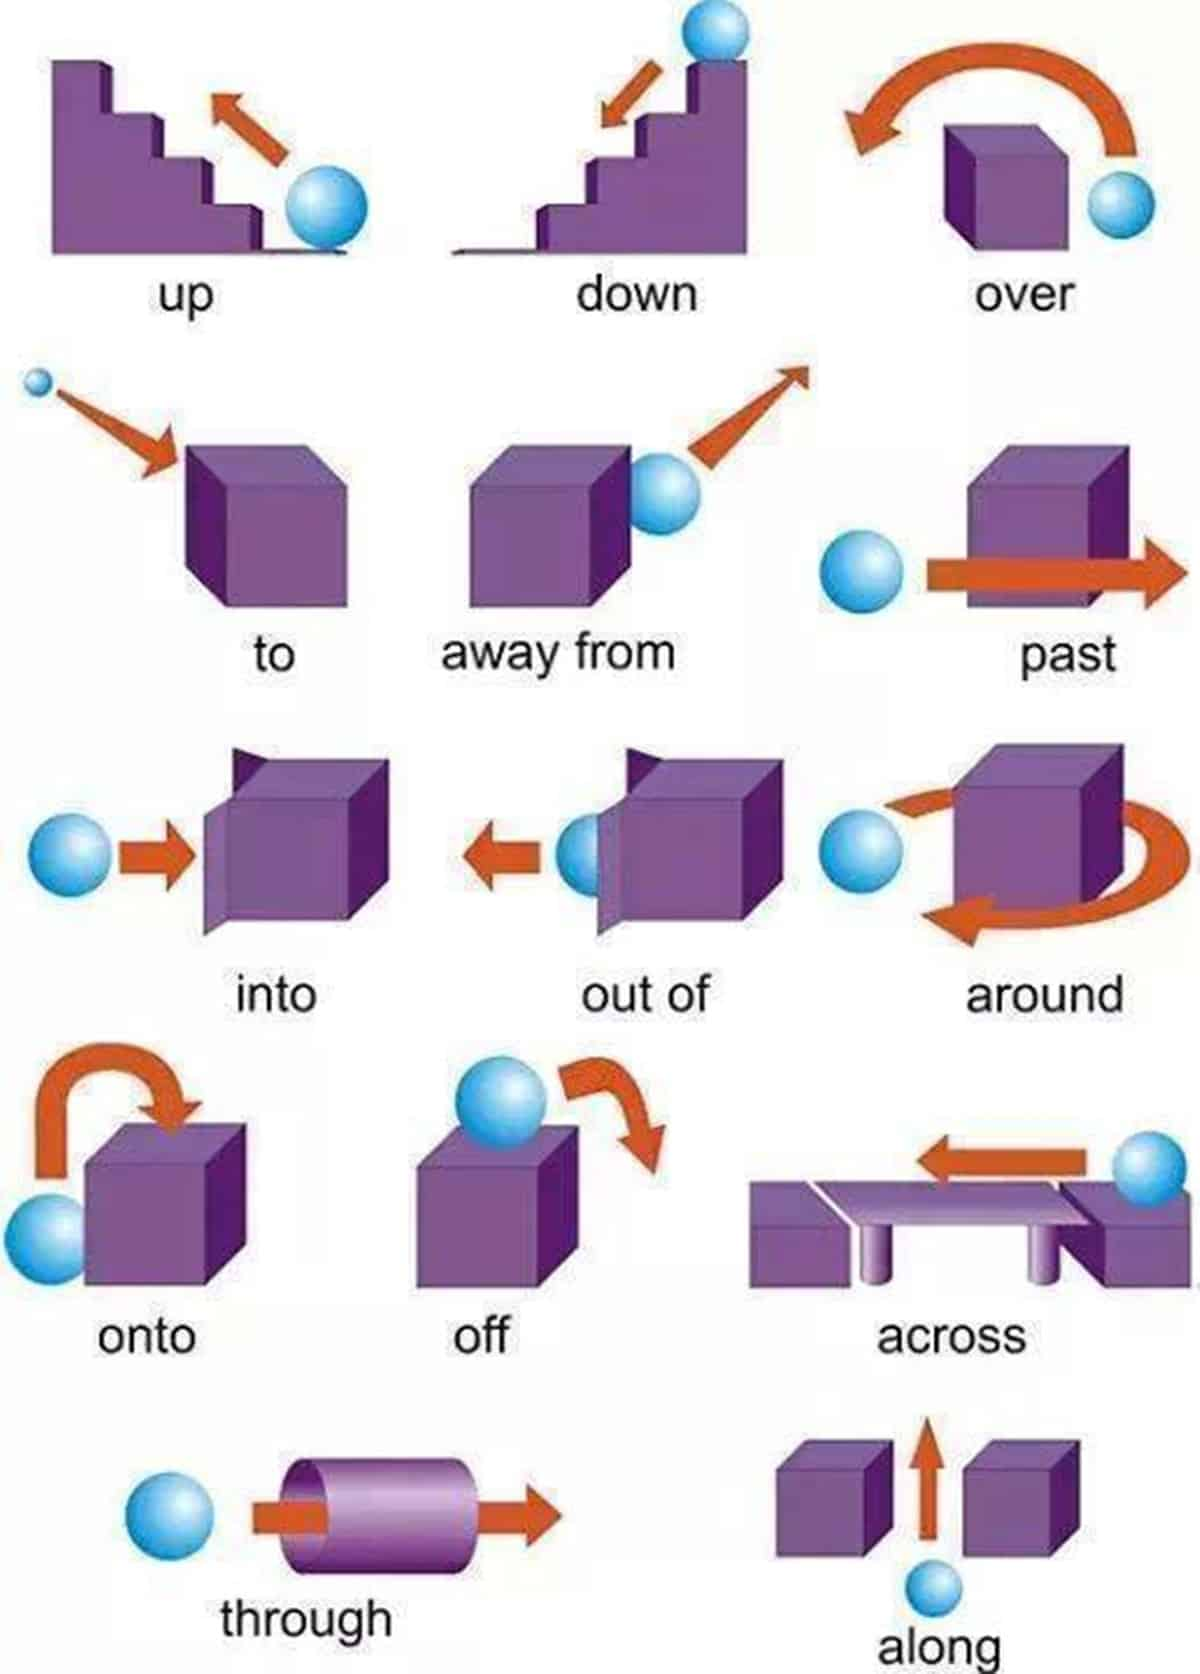 up
down
over
to
away from
past
into
out of
around
onto
off
across
through
along